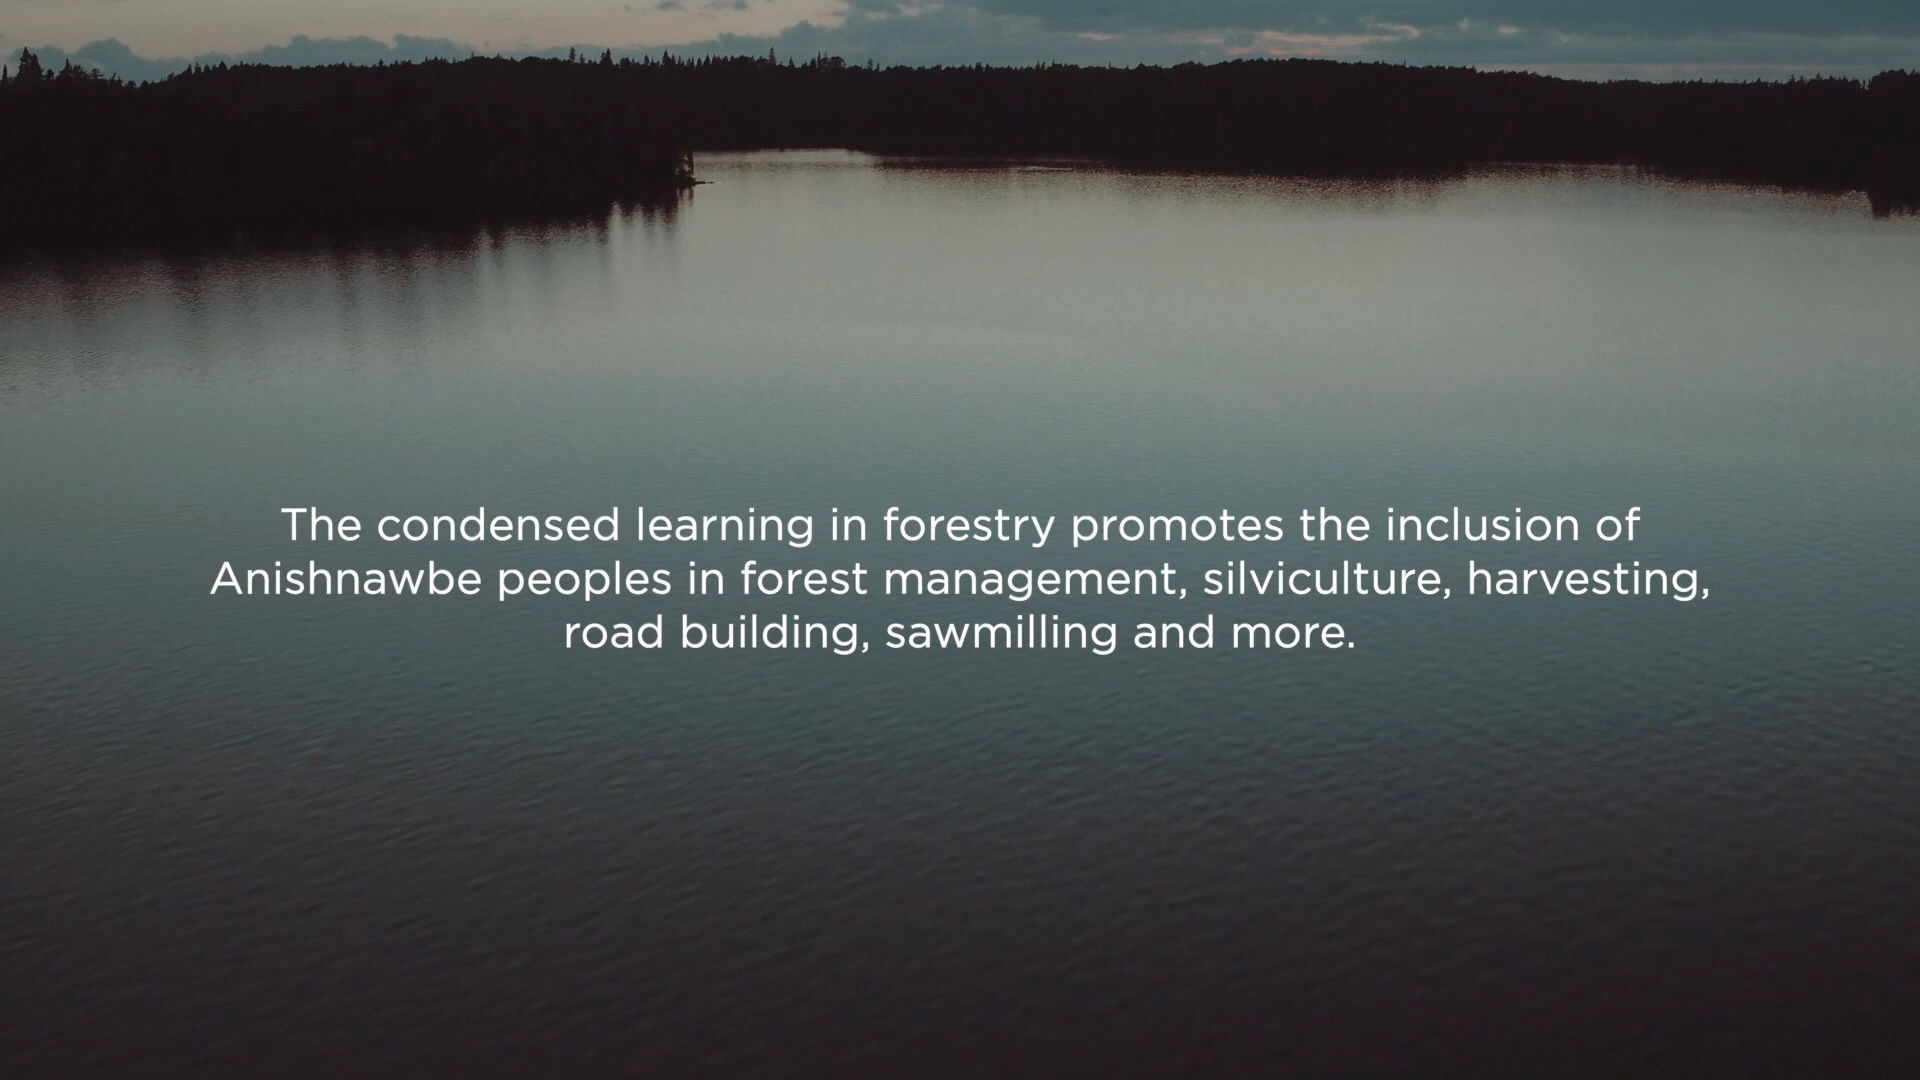 The condensed learning in forestry promotes the inclusion of
Anishnawbe peoples in forest management, silviculture, harvesting,
road building, sawmilling and more.